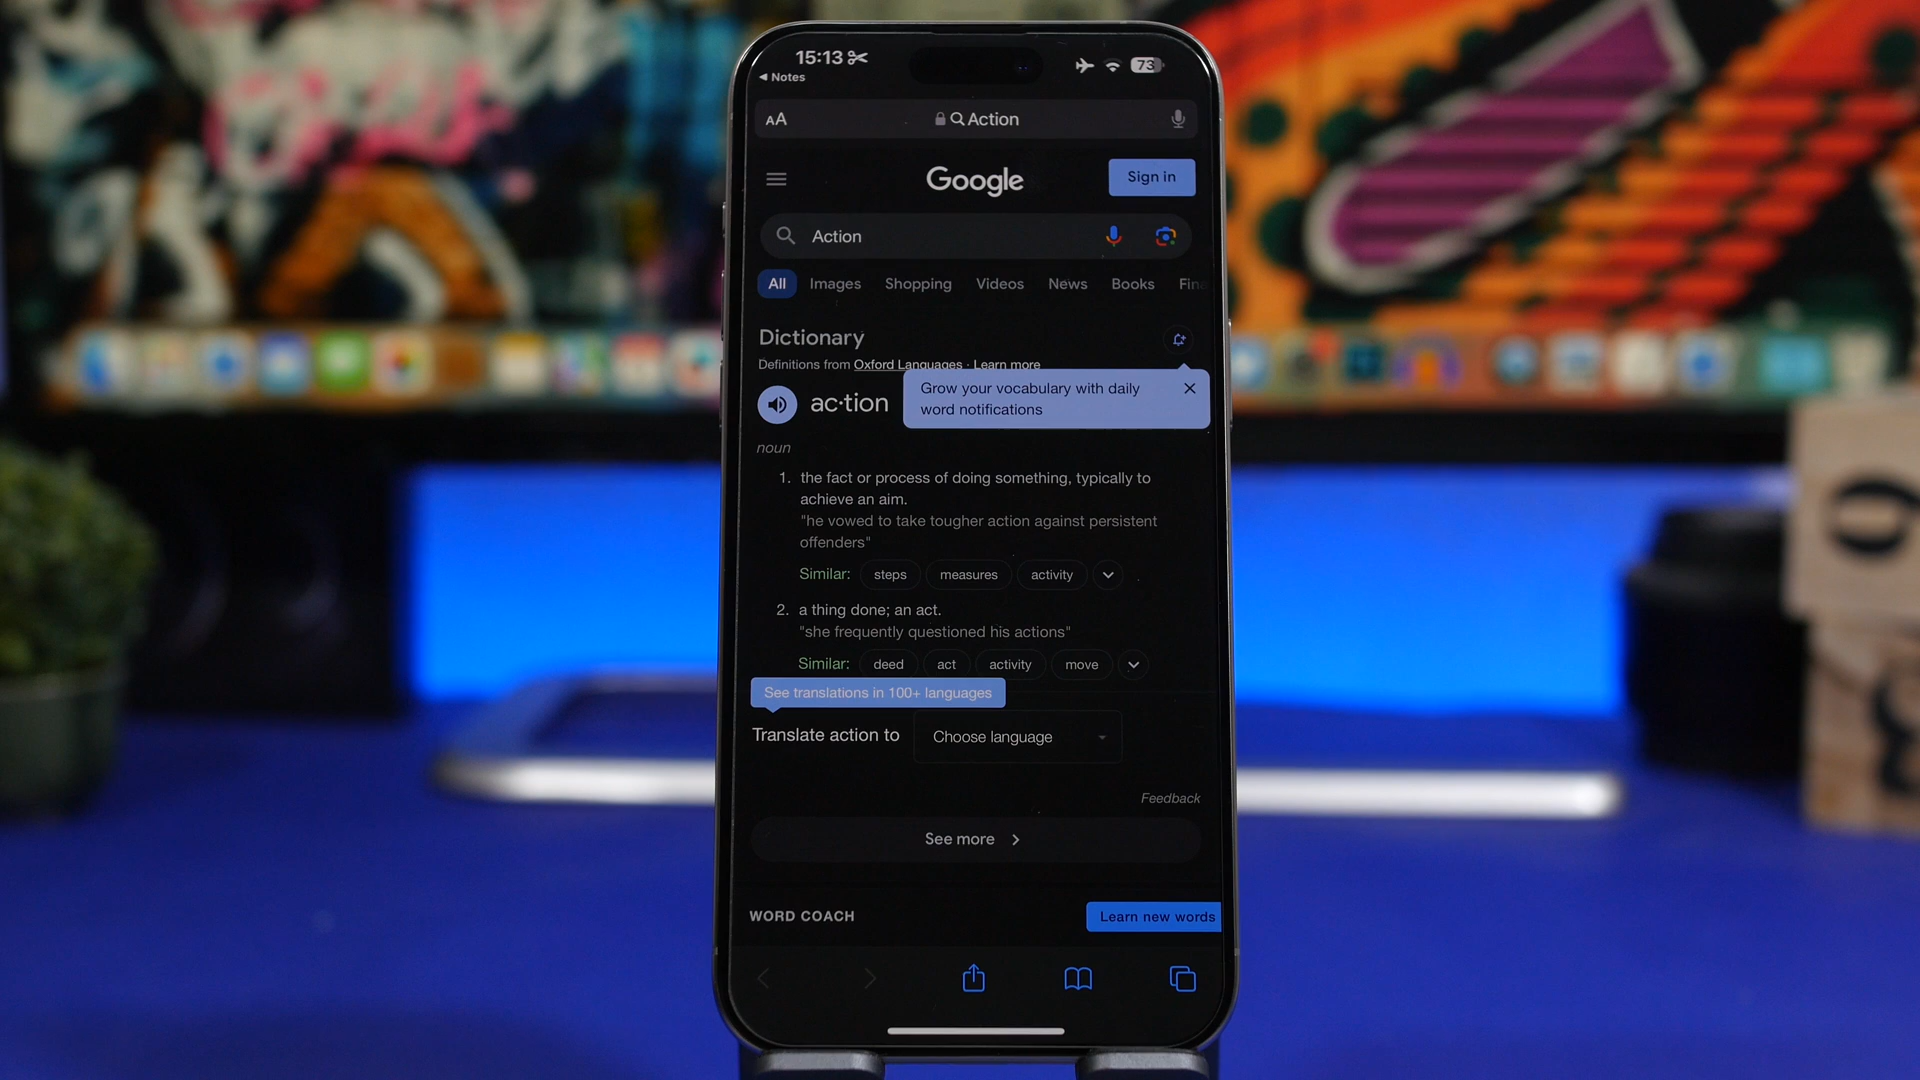 15:13
73
Notes
AA Action
Google
Sign in
Action
All Images Shopping Videos News Books Fin
Dictionary
Definitions from Oxford Languages · Learn more
Grow your vocabulary with daily
word notifications
ac·tion
noun
1. the fact or process of doing something, typically to
achieve an aim.
"he vowed to take tougher action against persistent
offenders"
Similar: steps measures activity
2. a thing done; an act.
"she frequently questioned his actions"
Similar: deed act activity move
See translations in 100+ languages
Translate action to Choose language
Feedback
See more
WORD COACH Learn new words